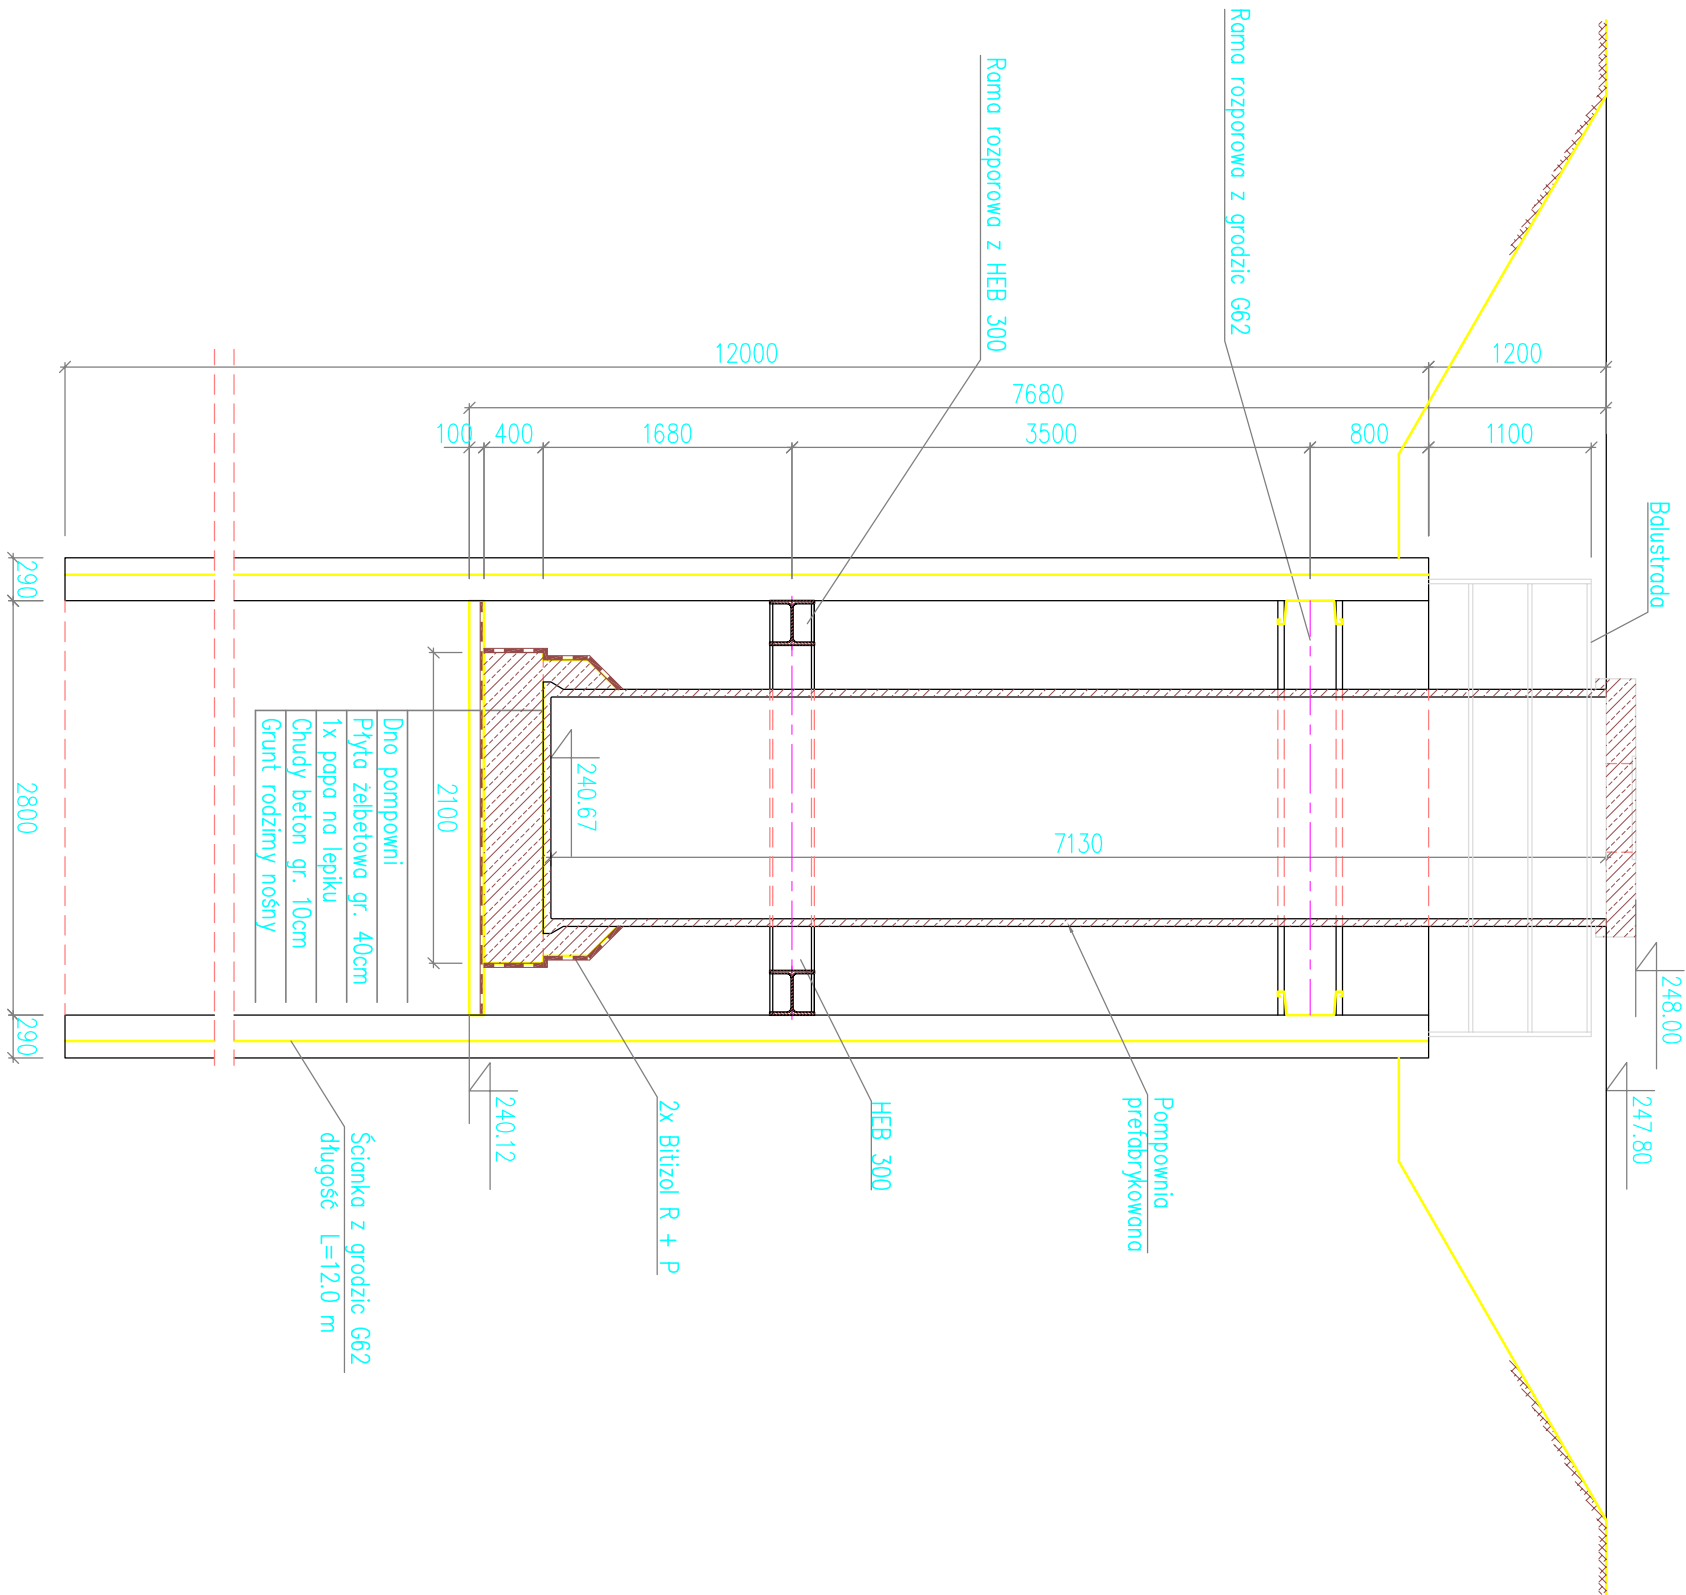 Balustrada
248.00
247.80
1200
1100
Rama rozporowa z grodzic G62
800
12000
7680
3500
7130
Pompownia
prefabrykowana
Rama rozporowa z HEB 300
HEB 300
1680
2x Bitizol R + P
240.67
400
100
240.12
2100
Dno pompowni
Płyta żelbetowa gr. 40cm
1x papa na lepiku
Chudy beton gr. 10cm
Grunt rodzimy nośny
Ścianka z grodzic G62
długość L=12.0 m
290
2800
290